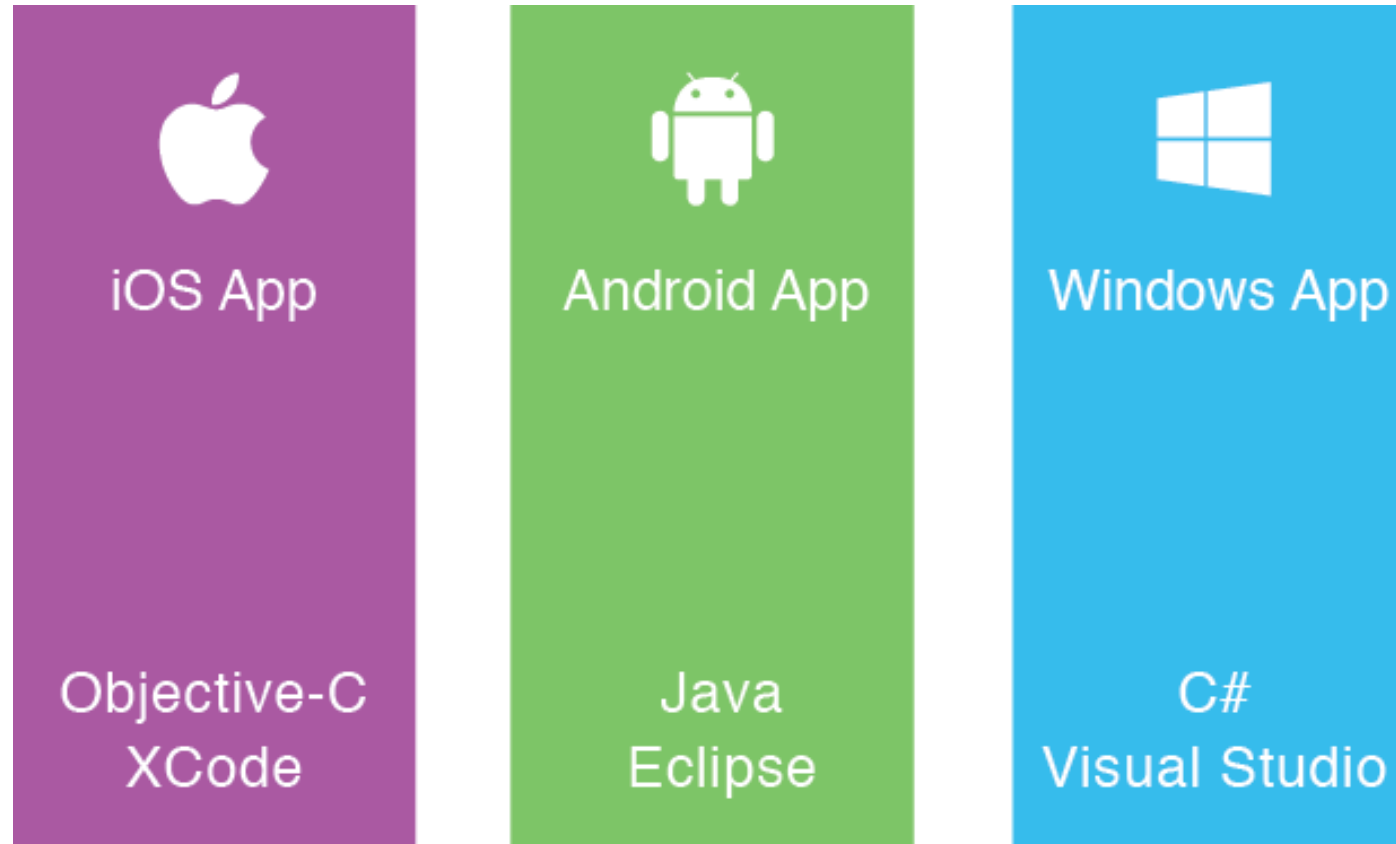 iOS App
Objective-C
XCode
Android App
Java
Eclipse
Windows App
C#
Visual Studio